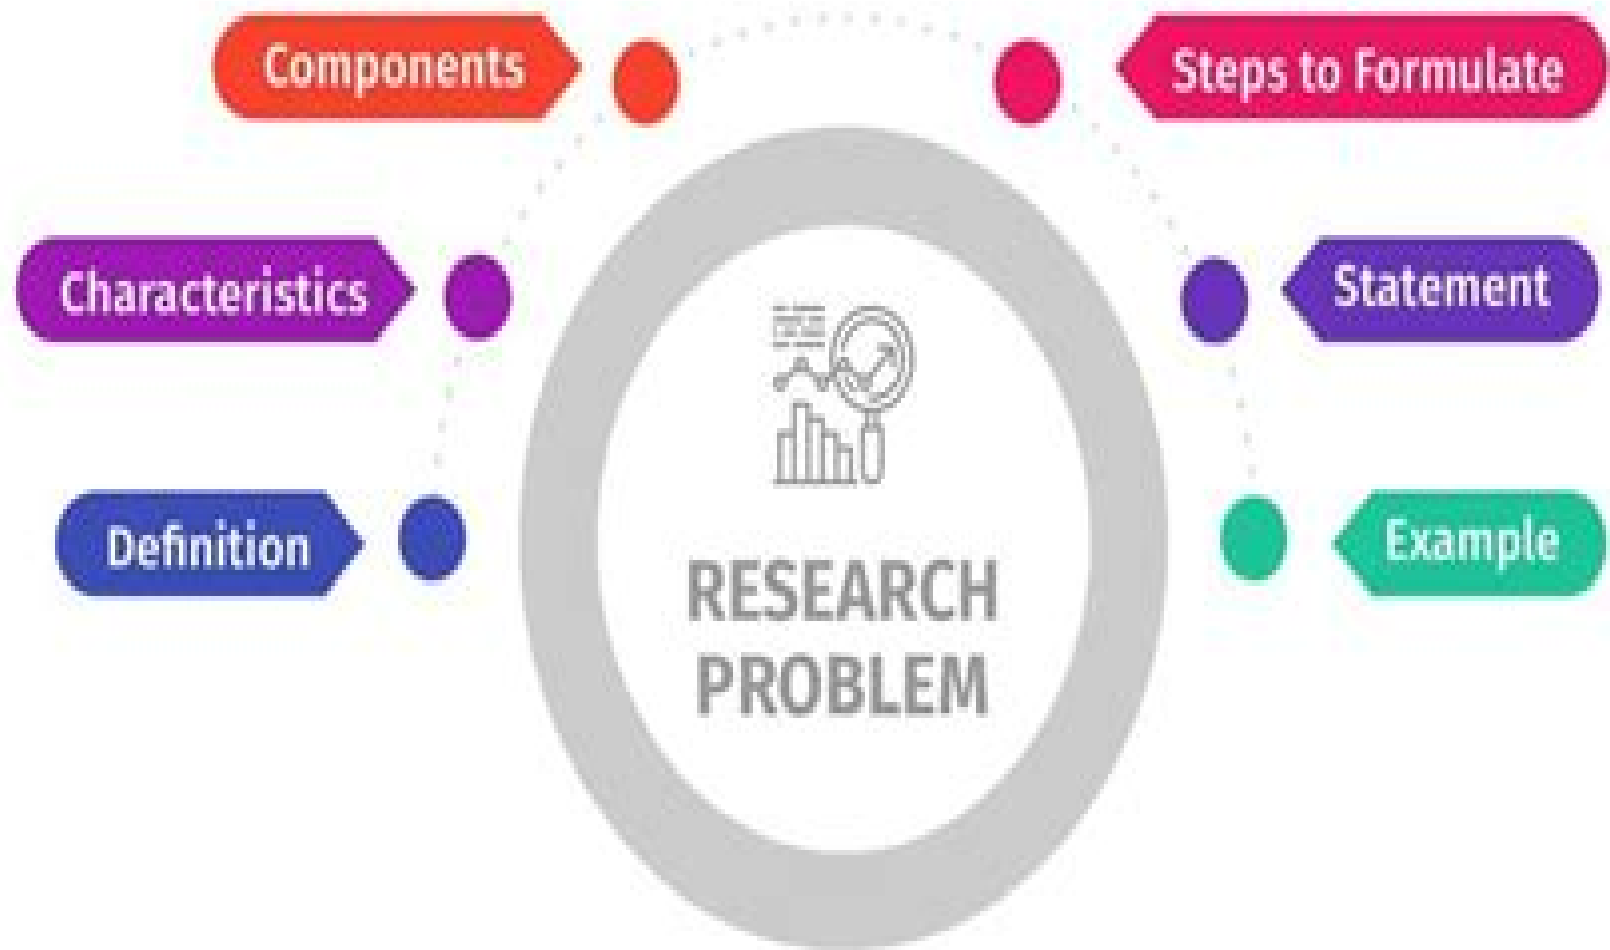 Components
Steps to Formulate
Characteristics
Statement
Definition
Example
RESEARCH
PROBLEM